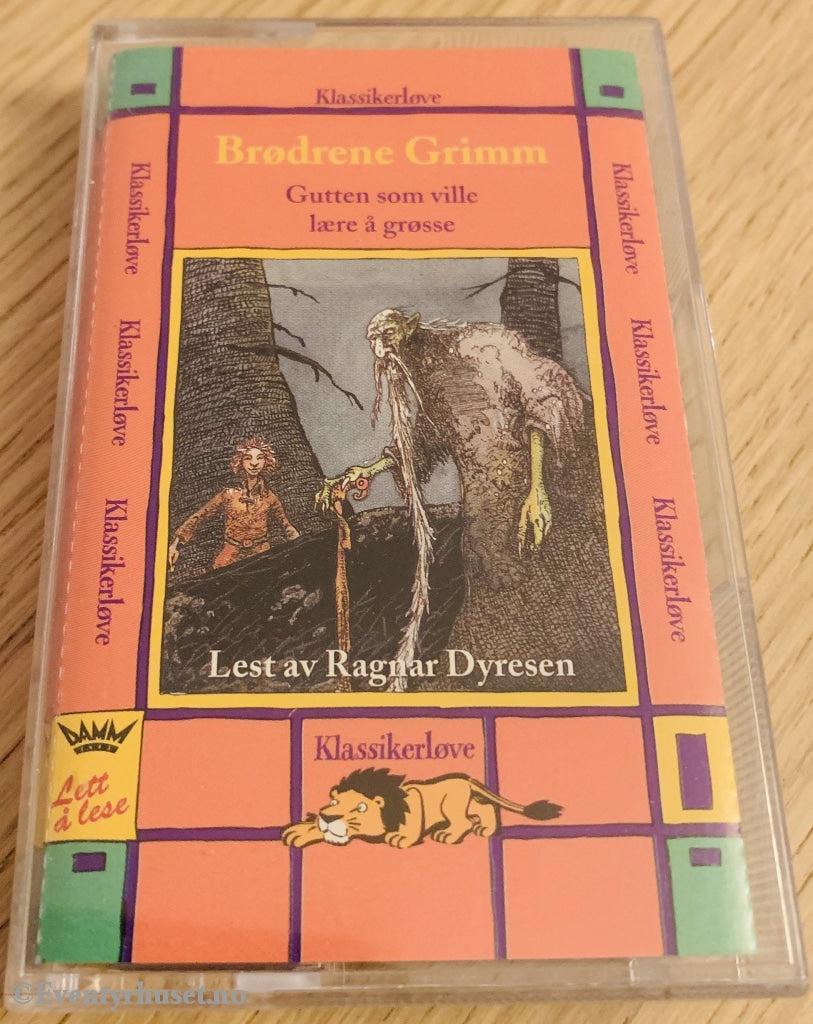 Klassikerløve
Brødrene Grimm
Gutten som ville
lære å grøsse
Klassikerløve
Klassikerløve
Klassikerløve
Klassikerløve
Klassikerløve
Klassikerløve
Lest av Ragnar Dyresen
DAMM
Lett
å lese
Klassikerløve
©Eventyrhuset.no